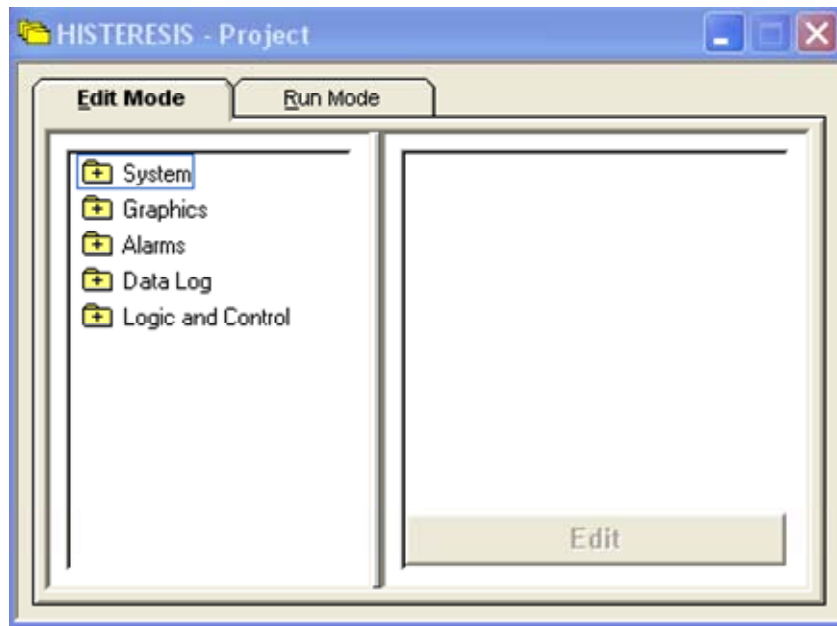 HISTERESIS - Project
Edit Mode Run Mode
System
Graphics
Alarms
Data Log
Logic and Control
Edit